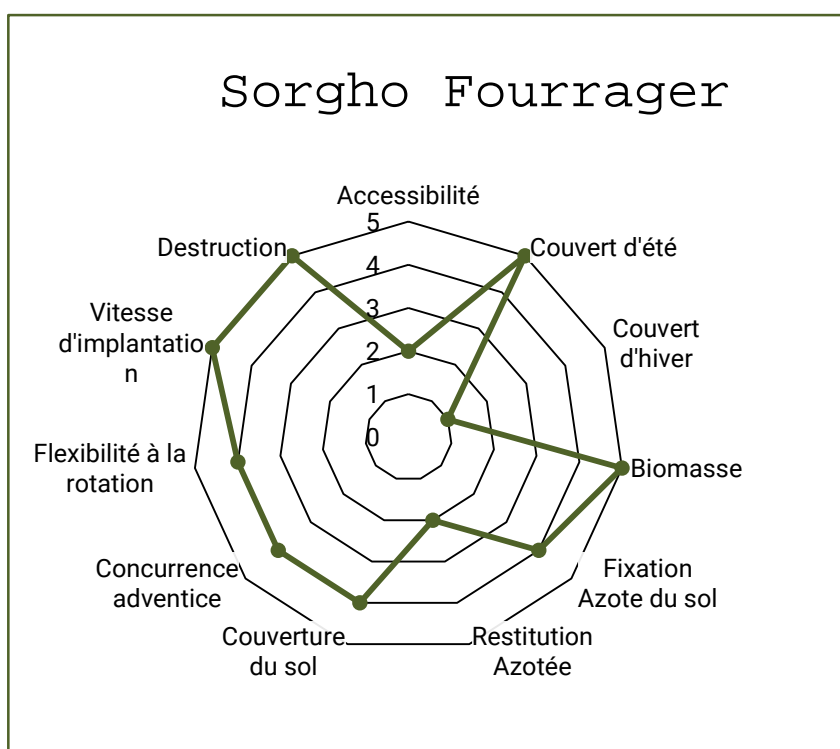 Sorgho Fourrager
Accessibilité
5
Destruction
Couvert d'été
4
Vitesse
d'implantatio
n
3
Couvert
d'hiver
2
1
0
Flexibilité à la
rotation
Biomasse
Concurrence
adventice
Fixation
Azote du sol
Couverture
du sol
Restitution
Azotée